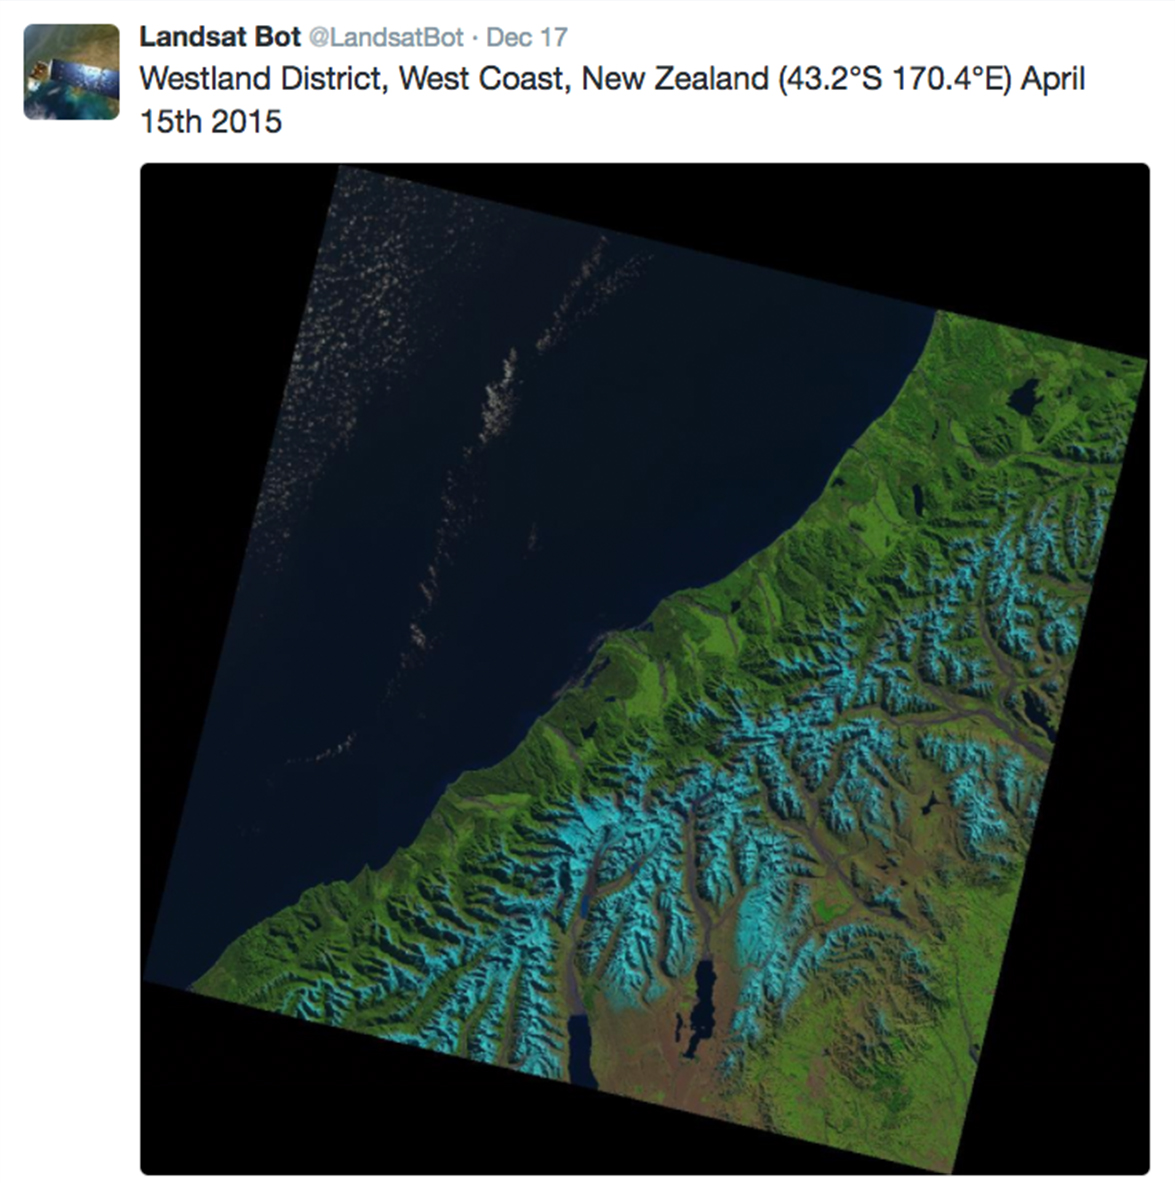 Landsat Bot @LandsatBot · Dec 17
Westland District, West Coast, New Zealand (43.2°S 170.4°E) April
15th 2015